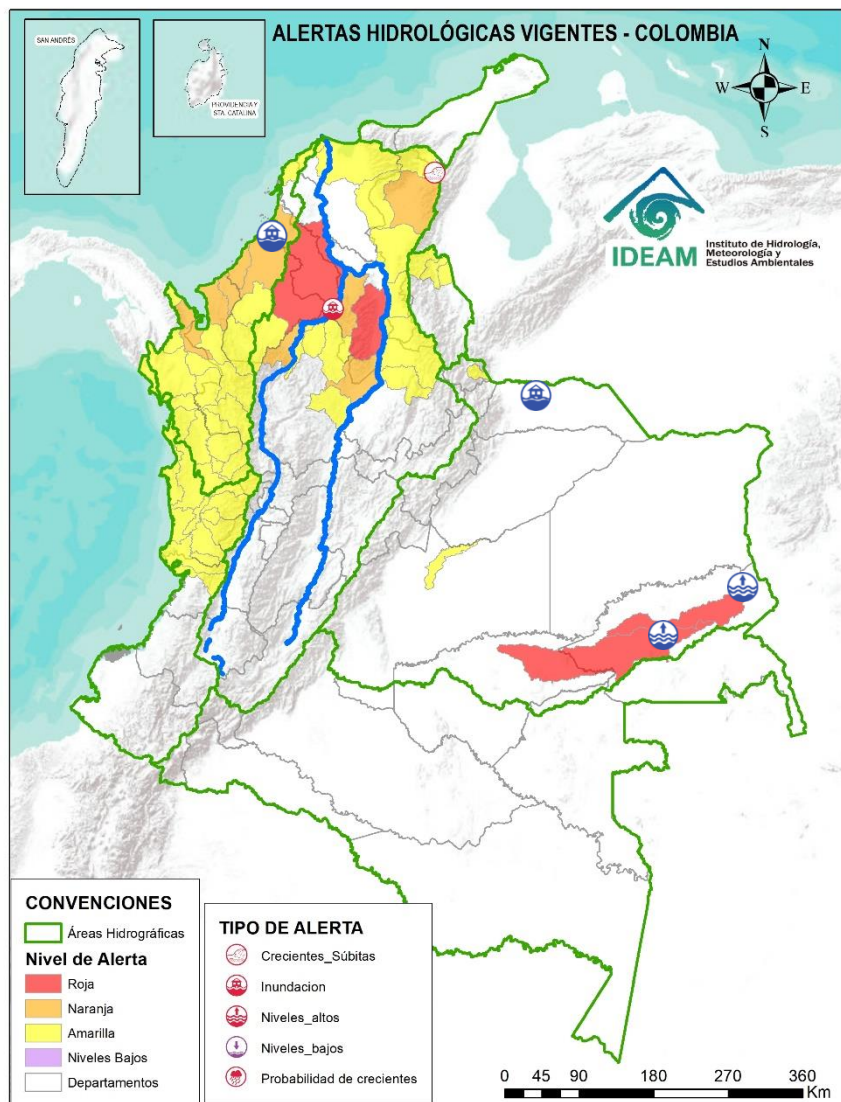 ALERTAS HIDROLÓGICAS VIGENTES - COLOMBIA
SAN ANDRÉS
PROVIDENCIA Y
STA. CATALINA
N
W
E
S
IDEAM
Instituto de Hidrología,
Meteorología y
Estudios Ambientales
CONVENCIONES
Áreas Hidrográficas
Nivel de Alerta
Roja
Naranja
Amarilla
Niveles Bajos
Departamentos
TIPO DE ALERTA
Crecientes_Súbitas
Inundacion
Niveles_altos
Niveles_bajos
Probabilidad de crecientes
0 45 90 180 270 360
Km